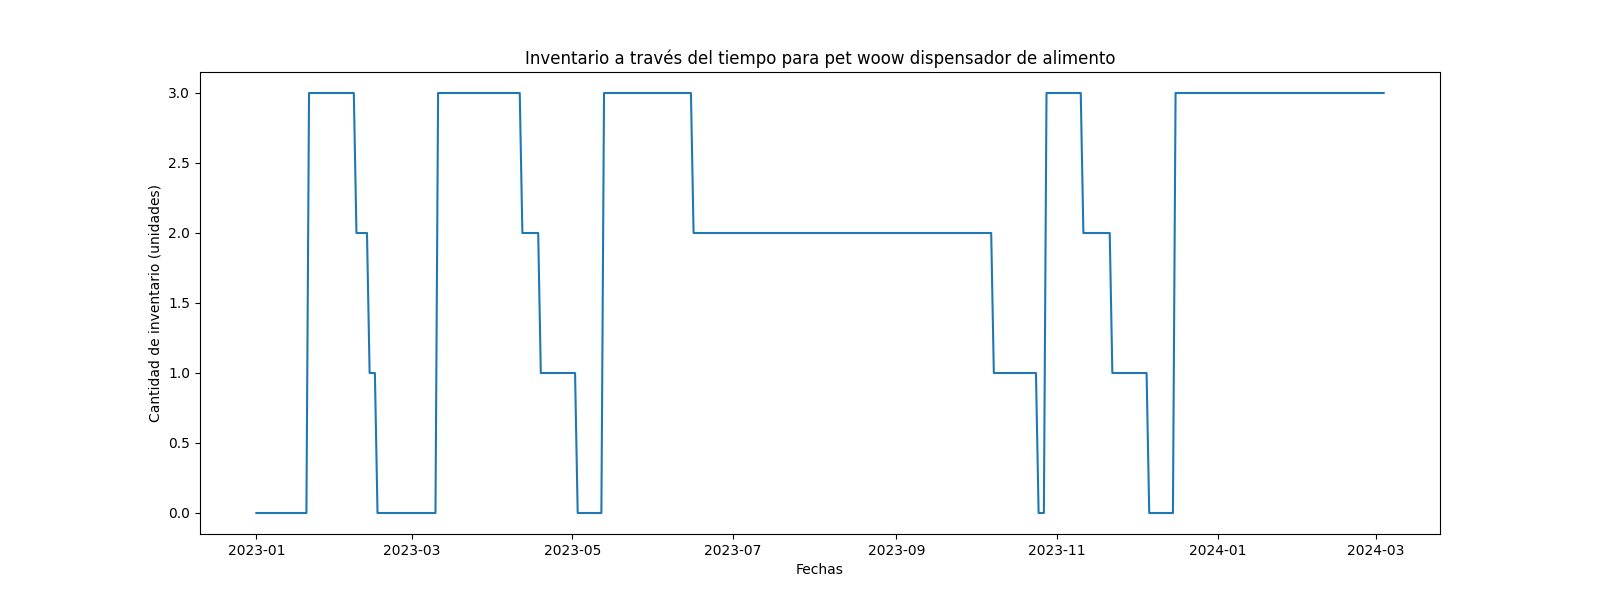 Inventario a través del tiempo para pet woow dispensador de alimento
Cantidad de inventario (unidades)
3.0
2.5
2.0
1.5
1.0
0.5
0.0
2023-01 2023-03 2023-05 2023-07 2023-09 2023-11 2024-01 2024-03
Fechas